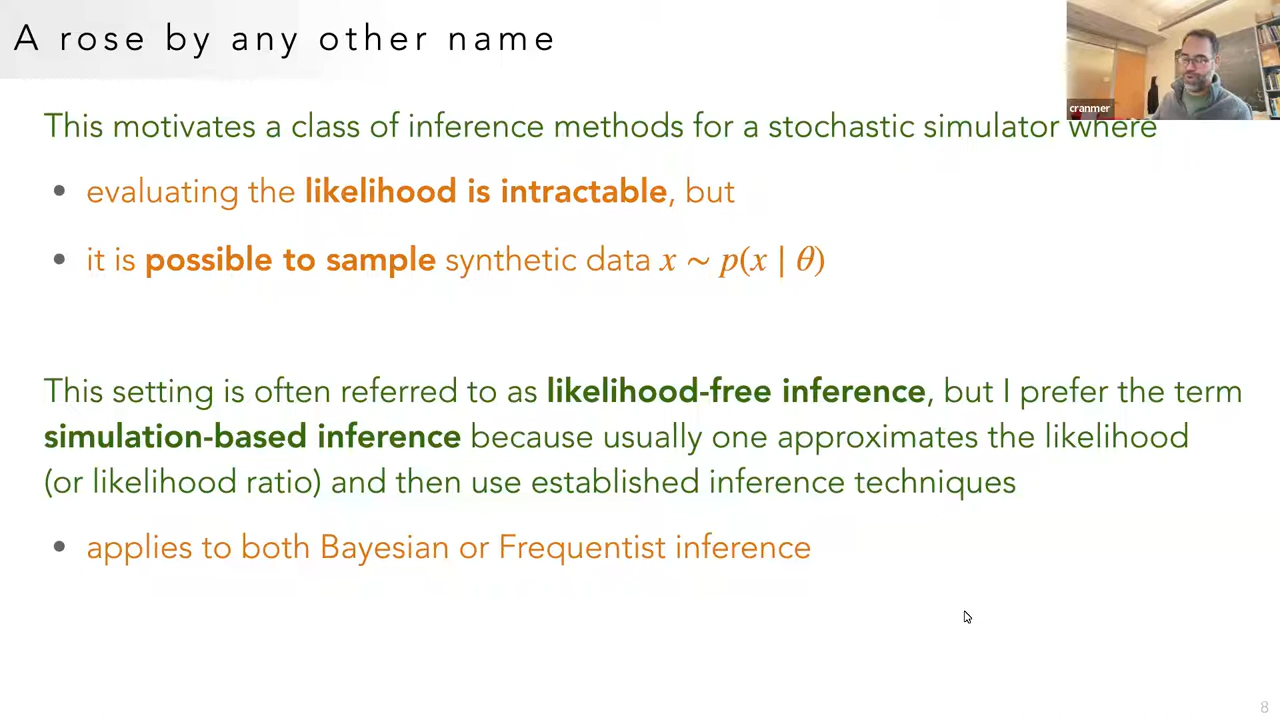 A rose by any other name
cranmer
This motivates a class of inference methods for a stochastic simulator where
• evaluating the likelihood is intractable, but
• it is possible to sample synthetic data x ∼ p(x | θ)
This setting is often referred to as likelihood-free inference, but I prefer the term
simulation-based inference because usually one approximates the likelihood
(or likelihood ratio) and then use established inference techniques
• applies to both Bayesian or Frequentist inference
8